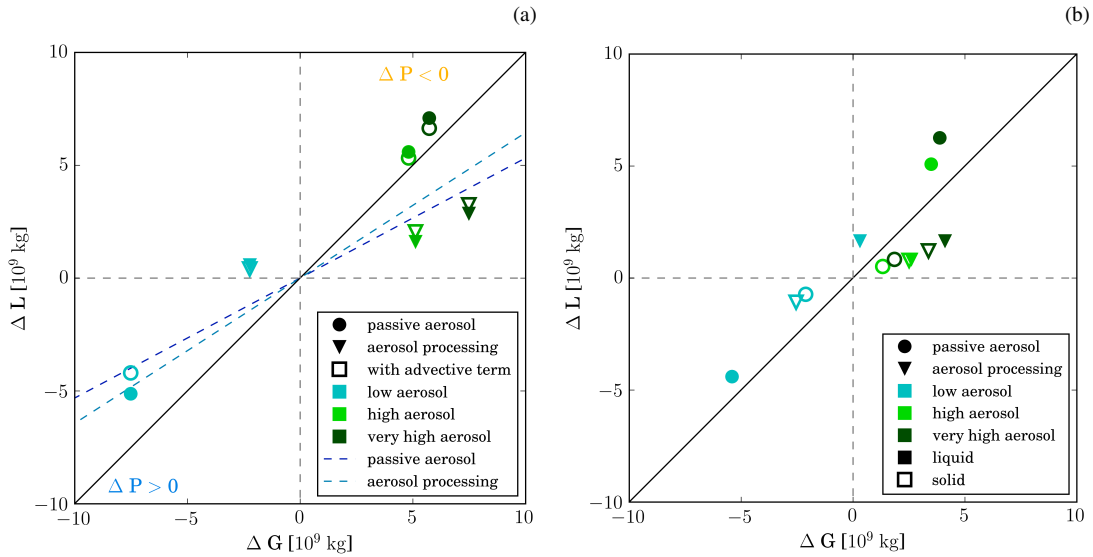 (a)
(b)
10
5
0
−5
−10
Δ L [10⁹ kg]
Δ P < 0
Δ P > 0
passive aerosol
aerosol processing
with advective term
low aerosol
high aerosol
very high aerosol
passive aerosol
aerosol processing
−10 −5 0 5 10
Δ G [10⁹ kg]
10
5
0
−5
−10
Δ L [10⁹ kg]
passive aerosol
aerosol processing
low aerosol
high aerosol
very high aerosol
liquid
solid
−10 −5 0 5 10
Δ G [10⁹ kg]